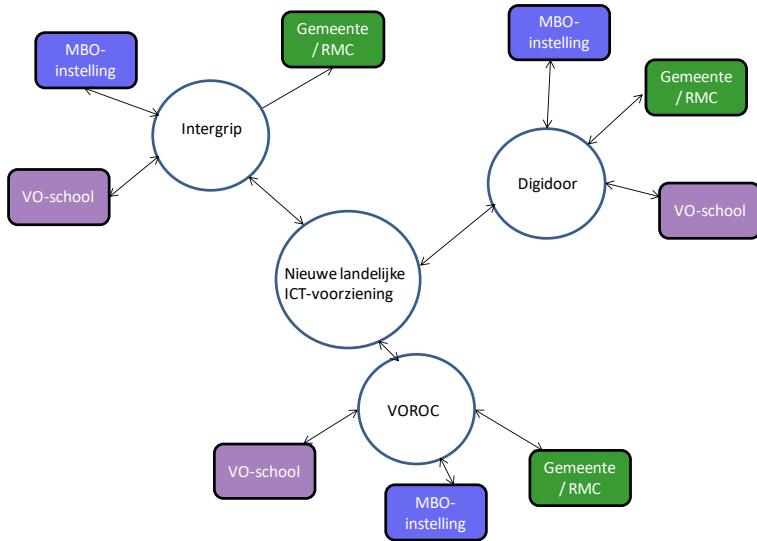 MBO-
instelling
Gemeente
/ RMC
Intergrip
VO-school
MBO-
instelling
Gemeente
/ RMC
Digidoor
VO-school
Nieuwe landelijke
ICT-voorziening
VOROC
VO-school
MBO-
instelling
Gemeente
/ RMC